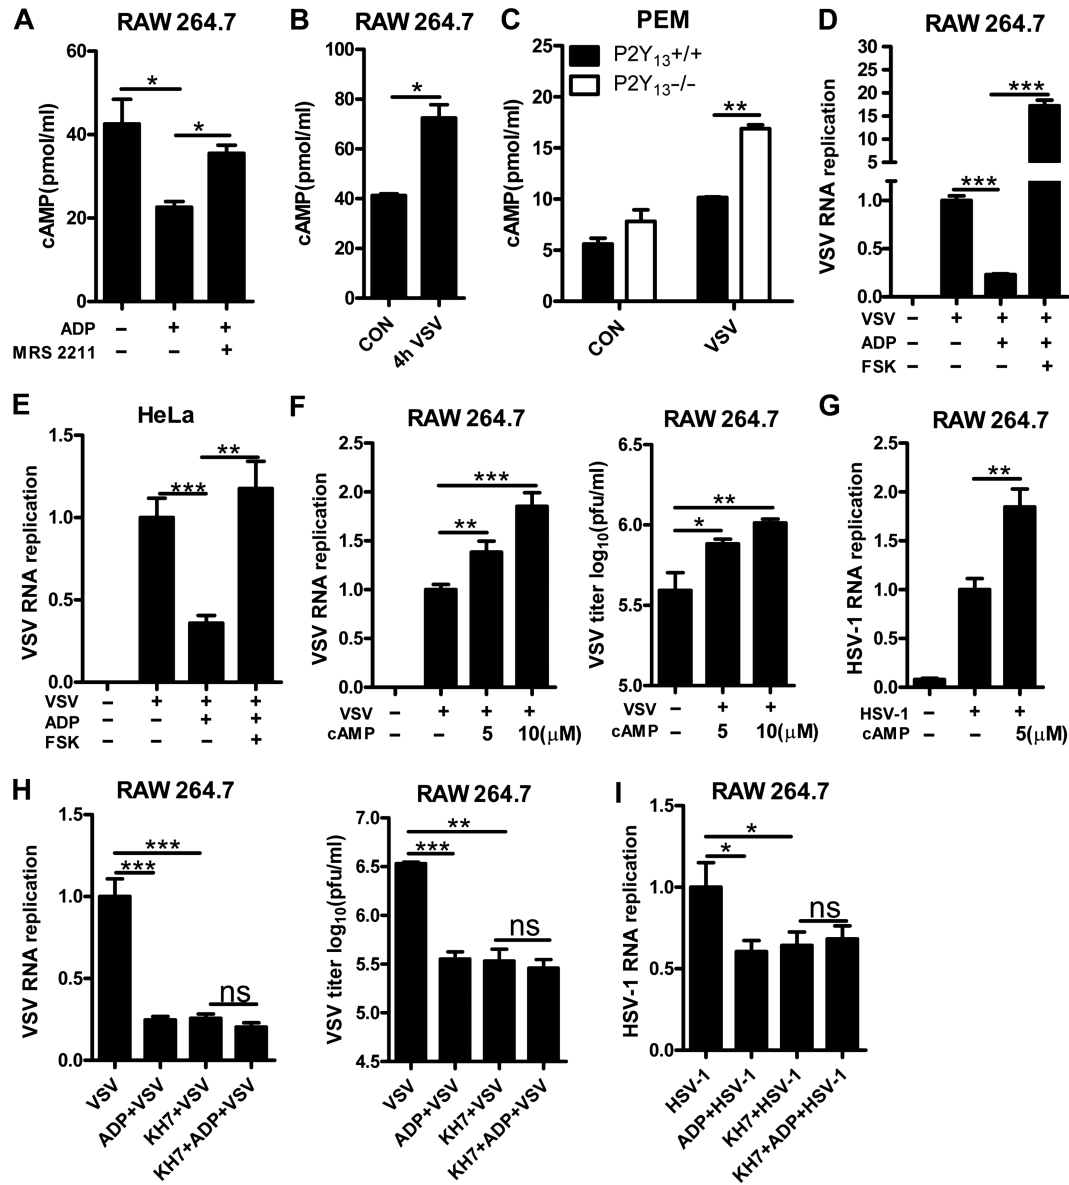 A
RAW 264.7
cAMP(pmol/ml)
60
40
20
0
*
*
ADP – + +
MRS 2211 – – +
B
RAW 264.7
cAMP(pmol/ml)
100
80
60
40
20
0
*
CON
4h VSV
C
PEM
cAMP(pmol/ml)
25
20
15
10
5
0
P2Y13+/+
P2Y13–/–
**
CON
VSV
D
RAW 264.7
VSV RNA replication
30
25
20
15
10
5
1.0
0.5
0.0
***
***
VSV – + + +
ADP – – + +
FSK – – – +
E
HeLa
VSV RNA replication
1.5
1.0
0.5
0.0
***
**
VSV – + + +
ADP – – + +
FSK – – – +
F
RAW 264.7
VSV RNA replication
2.5
2.0
1.5
1.0
0.5
0.0
***
**
VSV – + + +
cAMP – – 5 10(μM)
RAW 264.7
VSV titer log10(pfu/ml)
6.5
6.0
5.5
5.0
**
*
VSV + + +
cAMP – 5 10(μM)
G
RAW 264.7
HSV-1 RNA replication
2.5
2.0
1.5
1.0
0.5
0.0
**
HSV-1 – + +
cAMP – – 5(μM)
H
RAW 264.7
VSV RNA replication
1.5
1.0
0.5
0.0
***
***
ns
VSV
ADP+VSV
KH7+VSV
KH7+ADP+VSV
RAW 264.7
VSV titer log10(pfu/ml)
7.0
6.5
6.0
5.5
5.0
4.5
**
***
ns
VSV
ADP+VSV
KH7+VSV
KH7+ADP+VSV
I
RAW 264.7
HSV-1 RNA replication
1.5
1.0
0.5
0.0
*
*
ns
HSV-1
ADP+HSV-1
KH7+HSV-1
KH7+ADP+HSV-1